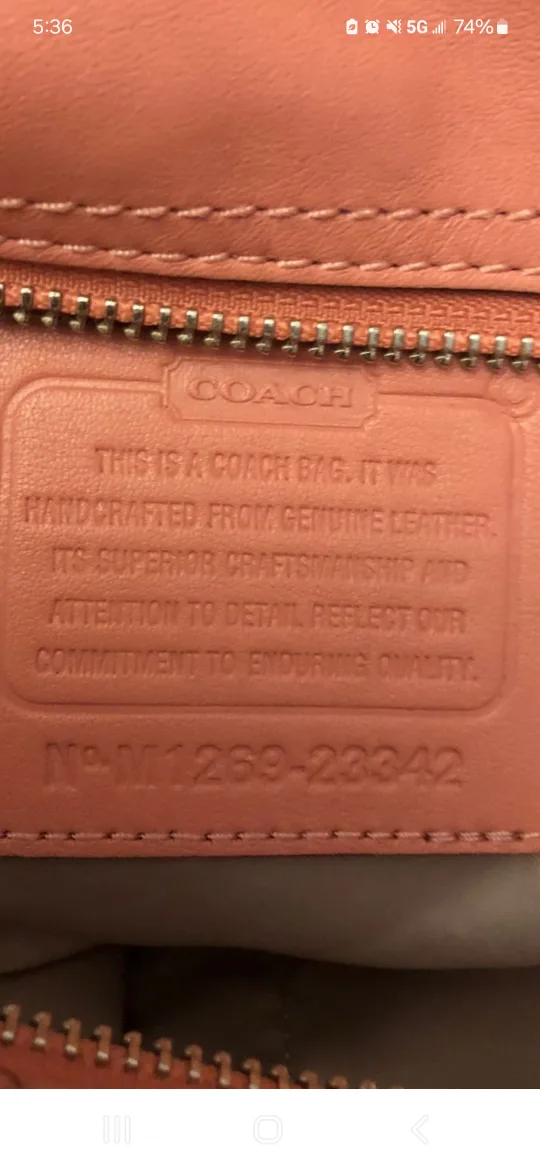 5:36
5G 74%
COACH
THIS IS A COACH BAG. IT WAS
HANDCRAFTED FROM GENUINE LEATHER.
ITS SUPERIOR CRAFTSMANSHIP AND
ATTENTION TO DETAIL REFLECT OUR
COMMITMENT TO ENDURING QUALITY.
No-M1269-23342